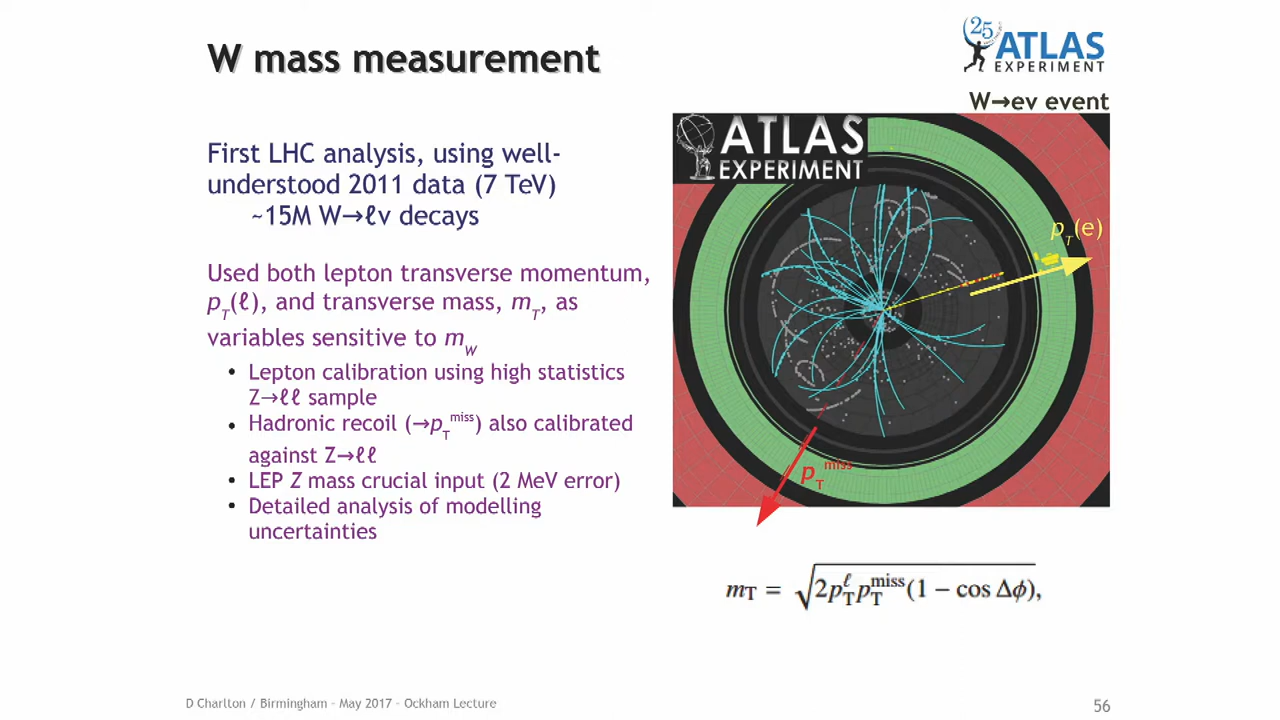 W mass measurement
25
ATLAS
EXPERIMENT
W→eν event
First LHC analysis, using well-
understood 2011 data (7 TeV)
~15M W→ℓν decays
Used both lepton transverse momentum,
p_T(ℓ), and transverse mass, m_T, as
variables sensitive to m_W
• Lepton calibration using high statistics
Z→ℓℓ sample
• Hadronic recoil (→p_T^miss) also calibrated
against Z→ℓℓ
• LEP Z mass crucial input (2 MeV error)
• Detailed analysis of modelling
uncertainties
ATLAS
EXPERIMENT
p_T(e)
p_T^miss
m_T = √(2p_T^ℓ p_T^miss(1 − cos Δϕ)),
D Charlton / Birmingham – May 2017 – Ockham Lecture
56